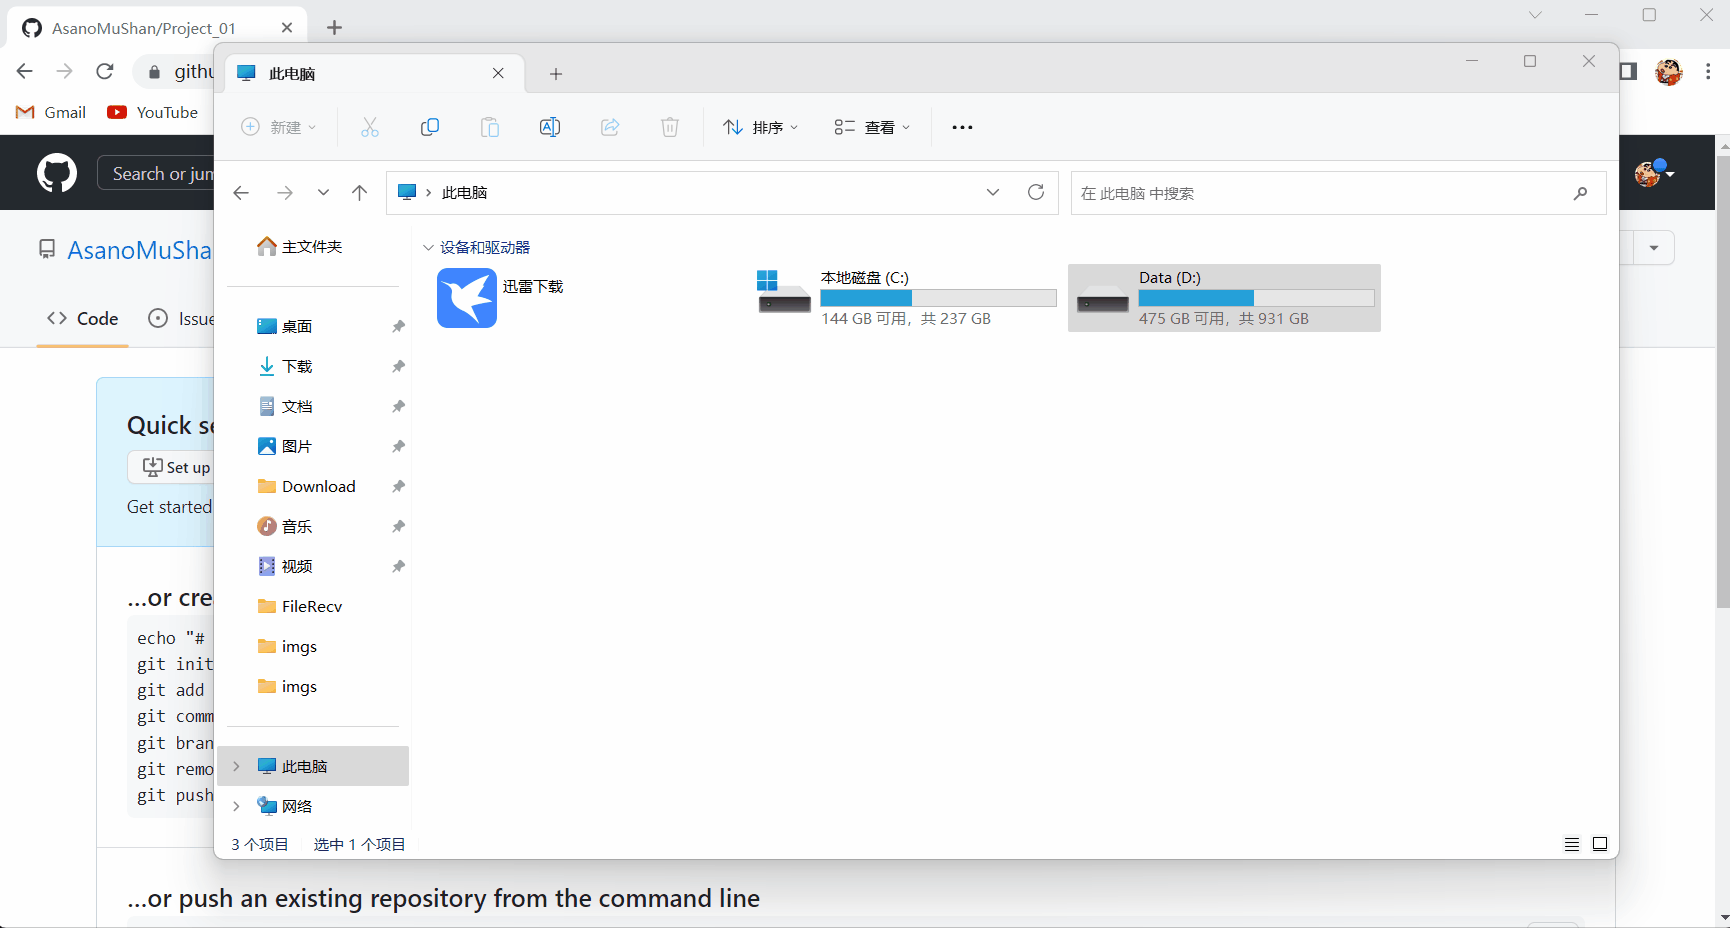 AsanoMuShan/Project_01
githu
Gmail
YouTube
Search or jum
AsanoMuSha
Code
Issue
Quick se
Set up
Get started
...or cre
echo "#
git init
git add
git comm
git bran
git remo
git push
...or push an existing repository from the command line
此电脑
新建
排序
查看
此电脑
在 此电脑 中搜索
主文件夹
桌面
下载
文档
图片
Download
音乐
视频
FileRecv
imgs
imgs
此电脑
网络
设备和驱动器
迅雷下载
本地磁盘 (C:)
144 GB 可用，共 237 GB
Data (D:)
475 GB 可用，共 931 GB
3 个项目
选中 1 个项目